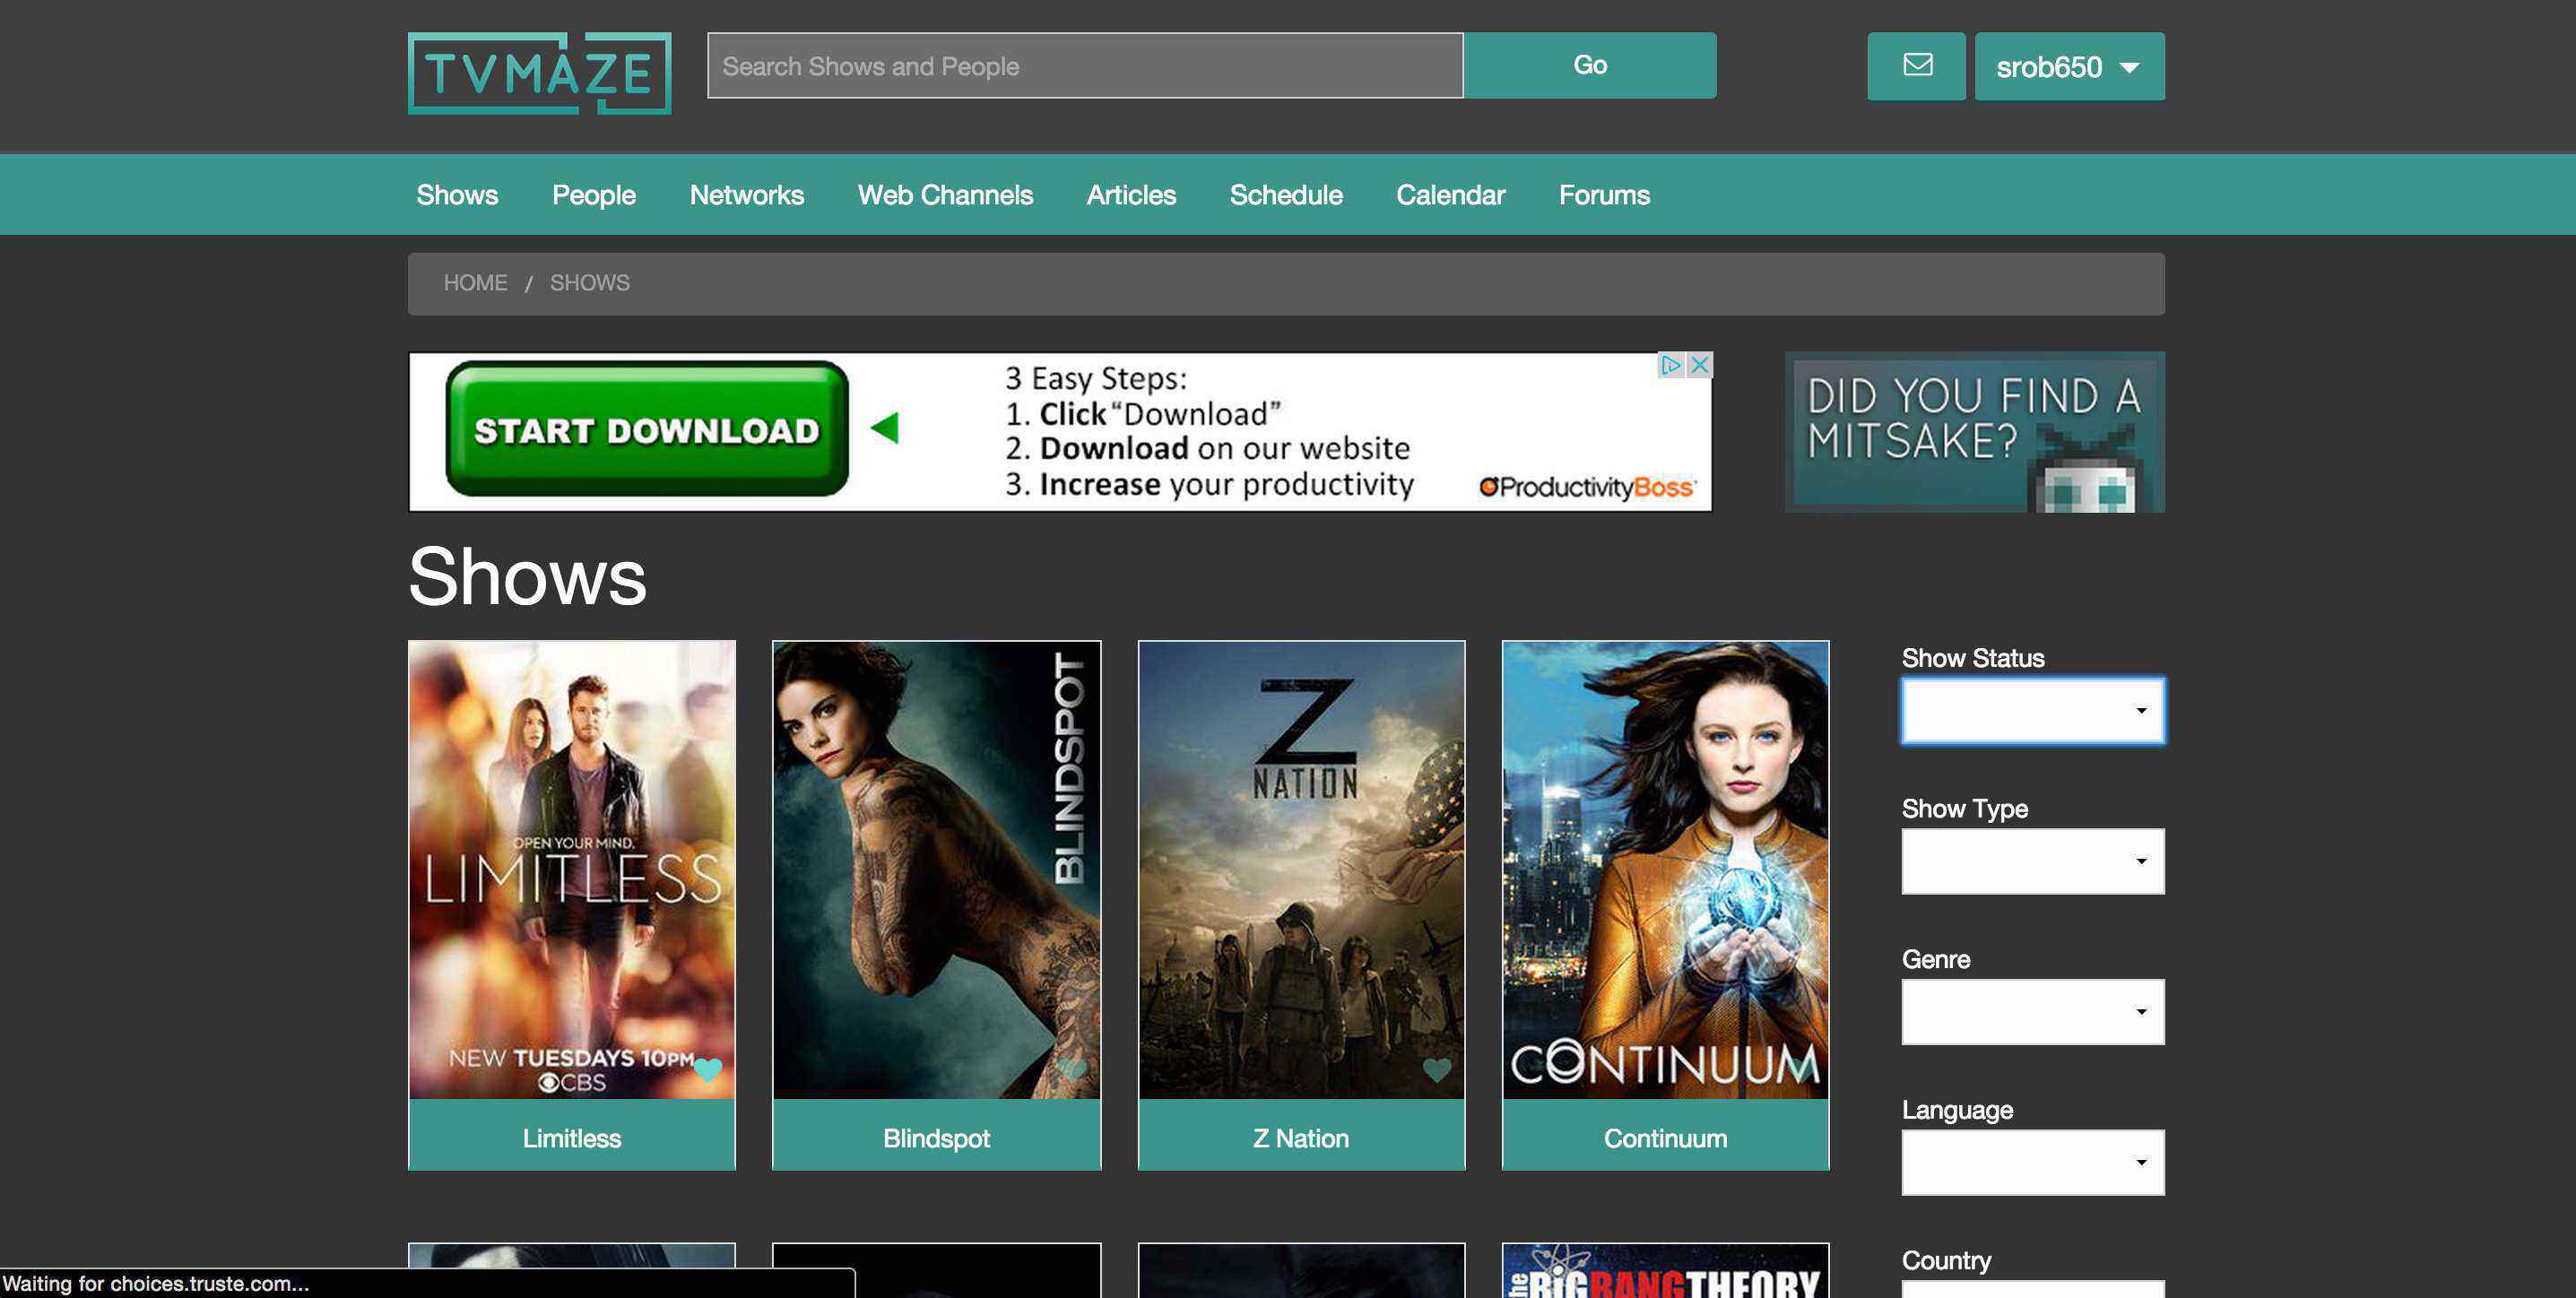 TVMAZE
Search Shows and People
Go
srob650
Shows People Networks Web Channels Articles Schedule Calendar Forums
HOME / SHOWS
START DOWNLOAD
3 Easy Steps:
1. Click "Download"
2. Download on our website
3. Increase your productivity
ProductivityBoss
DID YOU FIND A
MITSAKE?
Shows
OPEN YOUR MIND.
LIMITLESS
NEW TUESDAYS 10PM
CBS
Limitless
BLINDSPOT
Blindspot
Z
NATION
Z Nation
CONTINUUM
Continuum
Show Status
Show Type
Genre
Language
Country
the BIG BANG THEORY
Waiting for choices.truste.com...